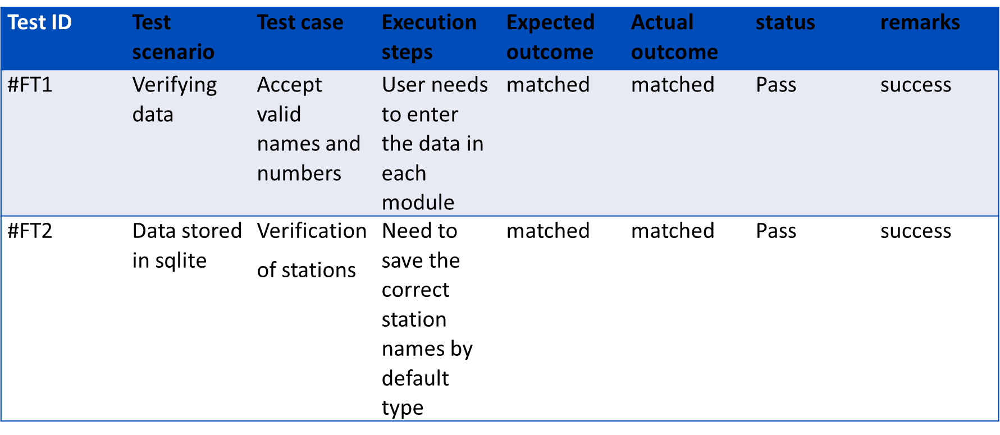 Test ID
Test
scenario
Test case
Execution
steps
Expected
outcome
Actual
outcome
status
remarks
#FT1
Verifying
data
Accept
valid
names and
numbers
User needs
to enter
the data in
each
module
matched
matched
Pass
success
#FT2
Data stored
in sqlite
Verification
of stations
Need to
save the
correct
station
names by
default
type
matched
matched
Pass
success